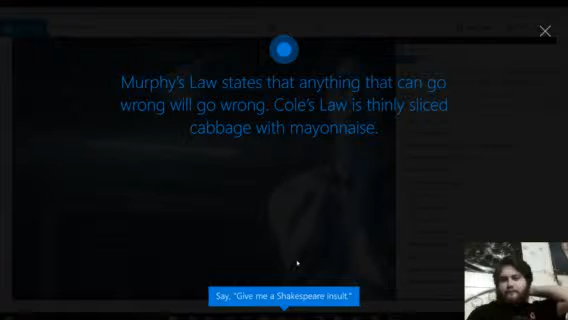 Murphy's Law states that anything that can go
wrong will go wrong. Cole's Law is thinly sliced
cabbage with mayonnaise.
Say, "Give me a Shakespeare insult."